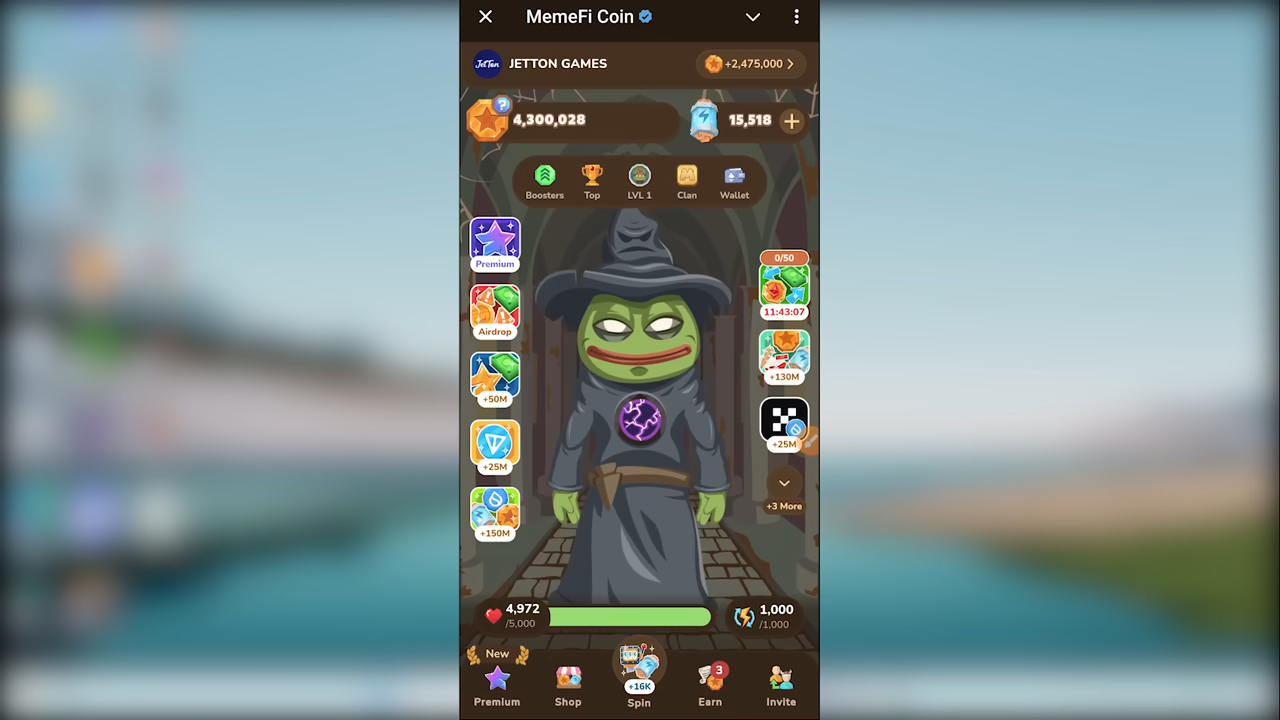 MemeFi Coin
JetTon
JETTON GAMES
+2,475,000
?
4,300,028
15,518
Boosters
Top
LVL 1
Clan
Wallet
Premium
Airdrop
+50M
+25M
+150M
0/50
11:43:07
+130M
+25M
+3 More
4,972
/5,000
1,000
/1,000
New
Premium
Shop
+16K
Spin
3
Earn
Invite